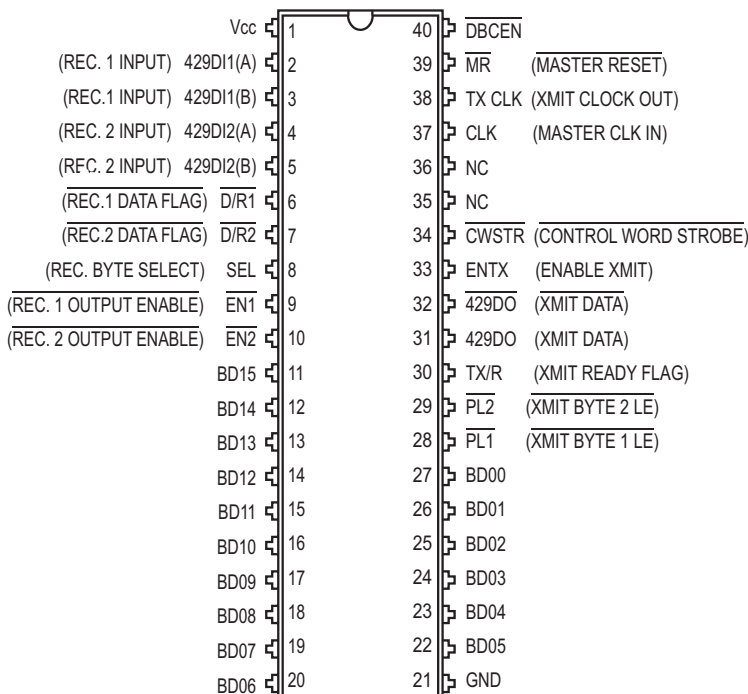 Vcc 1 40 DBCEN
(REC. 1 INPUT) 429DI1(A) 2 39 MR (MASTER RESET)
(REC.1 INPUT) 429DI1(B) 3 38 TX CLK (XMIT CLOCK OUT)
(REC. 2 INPUT) 429DI2(A) 4 37 CLK (MASTER CLK IN)
(REC. 2 INPUT) 429DI2(B) 5 36 NC
(REC.1 DATA FLAG) D/R1 6 35 NC
(REC.2 DATA FLAG) D/R2 7 34 CWSTR (CONTROL WORD STROBE)
(REC. BYTE SELECT) SEL 8 33 ENTX (ENABLE XMIT)
(REC. 1 OUTPUT ENABLE) EN1 9 32 429DO (XMIT DATA)
(REC. 2 OUTPUT ENABLE) EN2 10 31 429DO (XMIT DATA)
BD15 11 30 TX/R (XMIT READY FLAG)
BD14 12 29 PL2 (XMIT BYTE 2 LE)
BD13 13 28 PL1 (XMIT BYTE 1 LE)
BD12 14 27 BD00
BD11 15 26 BD01
BD10 16 25 BD02
BD09 17 24 BD03
BD08 18 23 BD04
BD07 19 22 BD05
BD06 20 21 GND